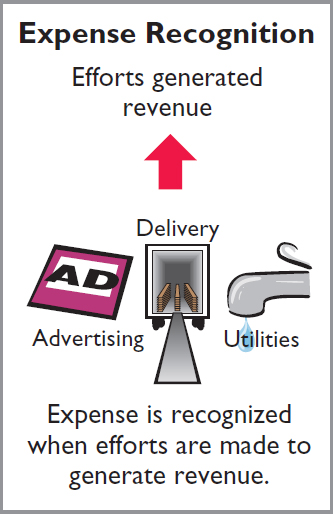 Expense Recognition
Efforts generated
revenue
Delivery
AD
Advertising
Utilities
Expense is recognized
when efforts are made to
generate revenue.